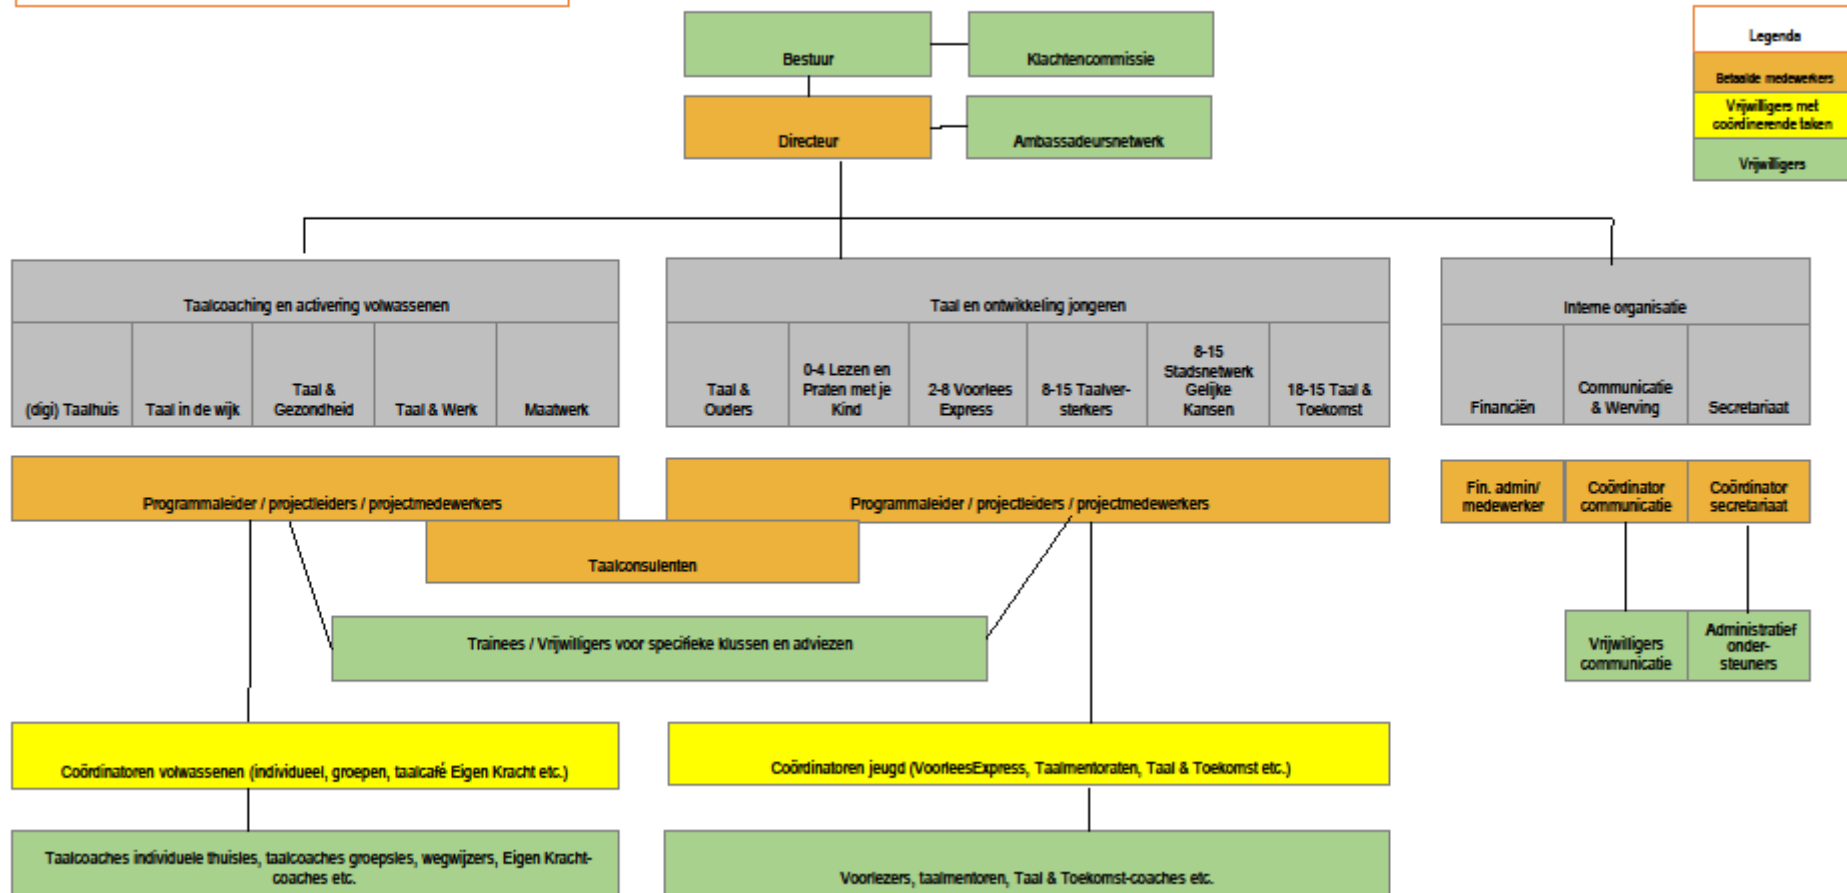 Bestuur
Klachtencommissie
Legenda
Betaalde medewerkers
Directeur
Ambassadeursnetwerk
Vrijwilligers met
coördinerende taken
Vrijwilligers
Taalcoaching en activering volwassenen
Taal en ontwikkeling jongeren
Interne organisatie
(digi) Taalhuis
Taal in de wijk
Taal &
Gezondheid
Taal & Werk
Maatwerk
Taal &
Ouders
0-4 Lezen en
Praten met je
Kind
2-8 Voorlees
Express
8-15 Taalver-
sterkers
8-15
Stadsnetwerk
Gelijke
Kansen
18-15 Taal &
Toekomst
Financiën
Communicatie
& Werving
Secretariaat
Programmaleider / projectleiders / projectmedewerkers
Programmaleider / projectleiders / projectmedewerkers
Fin. admin/
medewerker
Coördinator
communicatie
Coördinator
secretariaat
Taalconsulenten
Trainees / Vrijwilligers voor specifieke klussen en adviezen
Vrijwilligers
communicatie
Administratief
onder-
steuners
Coördinatoren volwassenen (individueel, groepen, taalcafé Eigen Kracht etc.)
Coördinatoren jeugd (VoorleesExpress, Taalmentoraten, Taal & Toekomst etc.)
Taalcoaches individuele thuisles, taalcoaches groepsles, wegwijzers, Eigen Kracht-
coaches etc.
Voorlezers, taalmentoren, Taal & Toekomst-coaches etc.